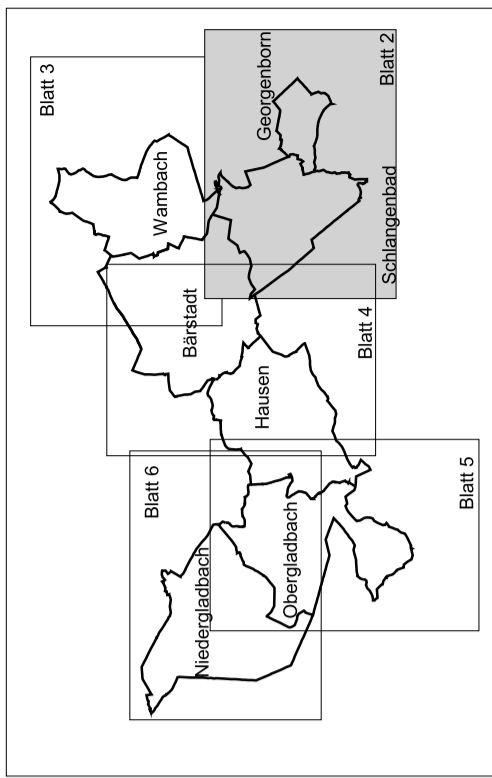 Blatt 3
Blatt 6
Wambach
Bärstadt
Niedergladbach
Hausen
Georgenborn
Obergladbach
Blatt 4
Schlangenbad
Blatt 2
Blatt 5